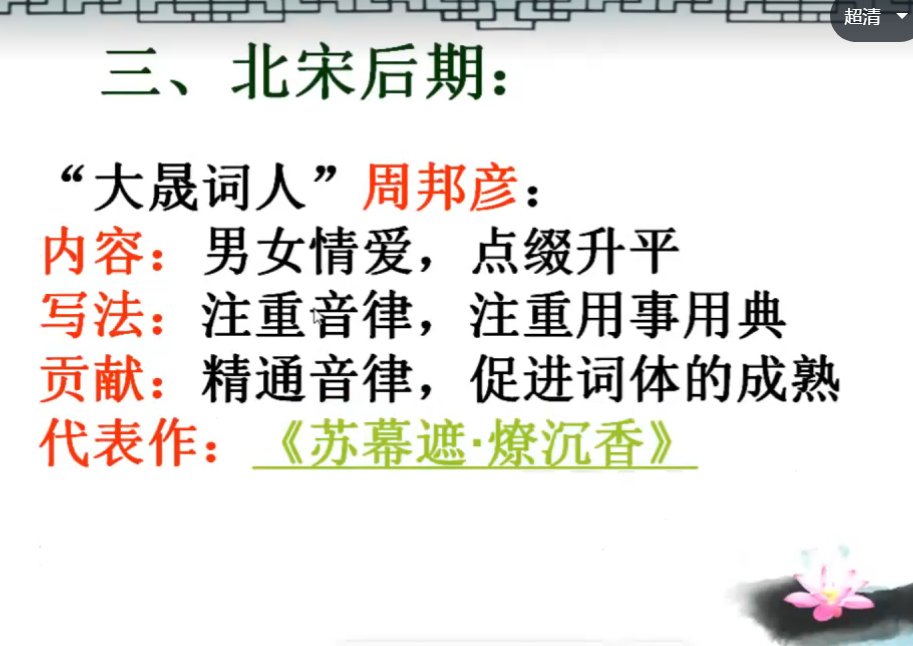 超清
三、北宋后期：
“大晟词人”周邦彦：
内容：男女情爱，点缀升平
写法：注重音律，注重用事用典
贡献：精通音律，促进词体的成熟
代表作：《苏幕遮·燎沉香》